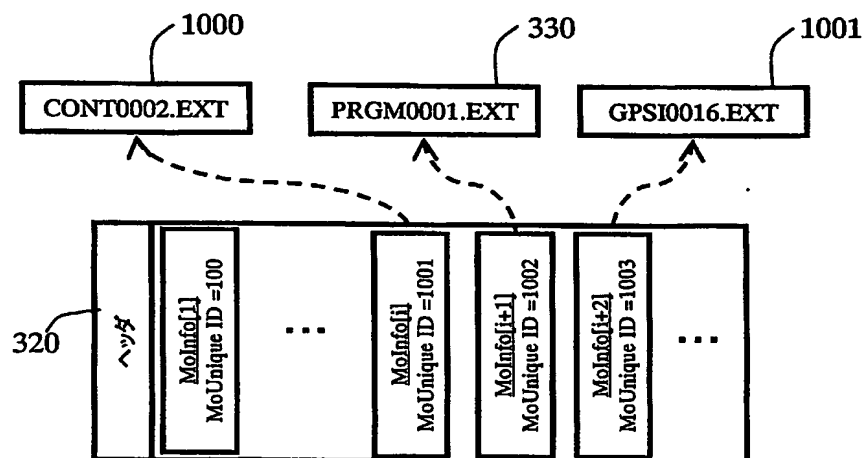 1000
330
1001
CONT0002.EXT
PRGM0001.EXT
GPSI0016.EXT
320
ヘッダ
MoInfo[1]
MoUnique ID =100
...
MoInfo[i]
MoUnique ID =1001
MoInfo[i+1]
MoUnique ID =1002
MoInfo[i+2]
MoUnique ID =1003
...